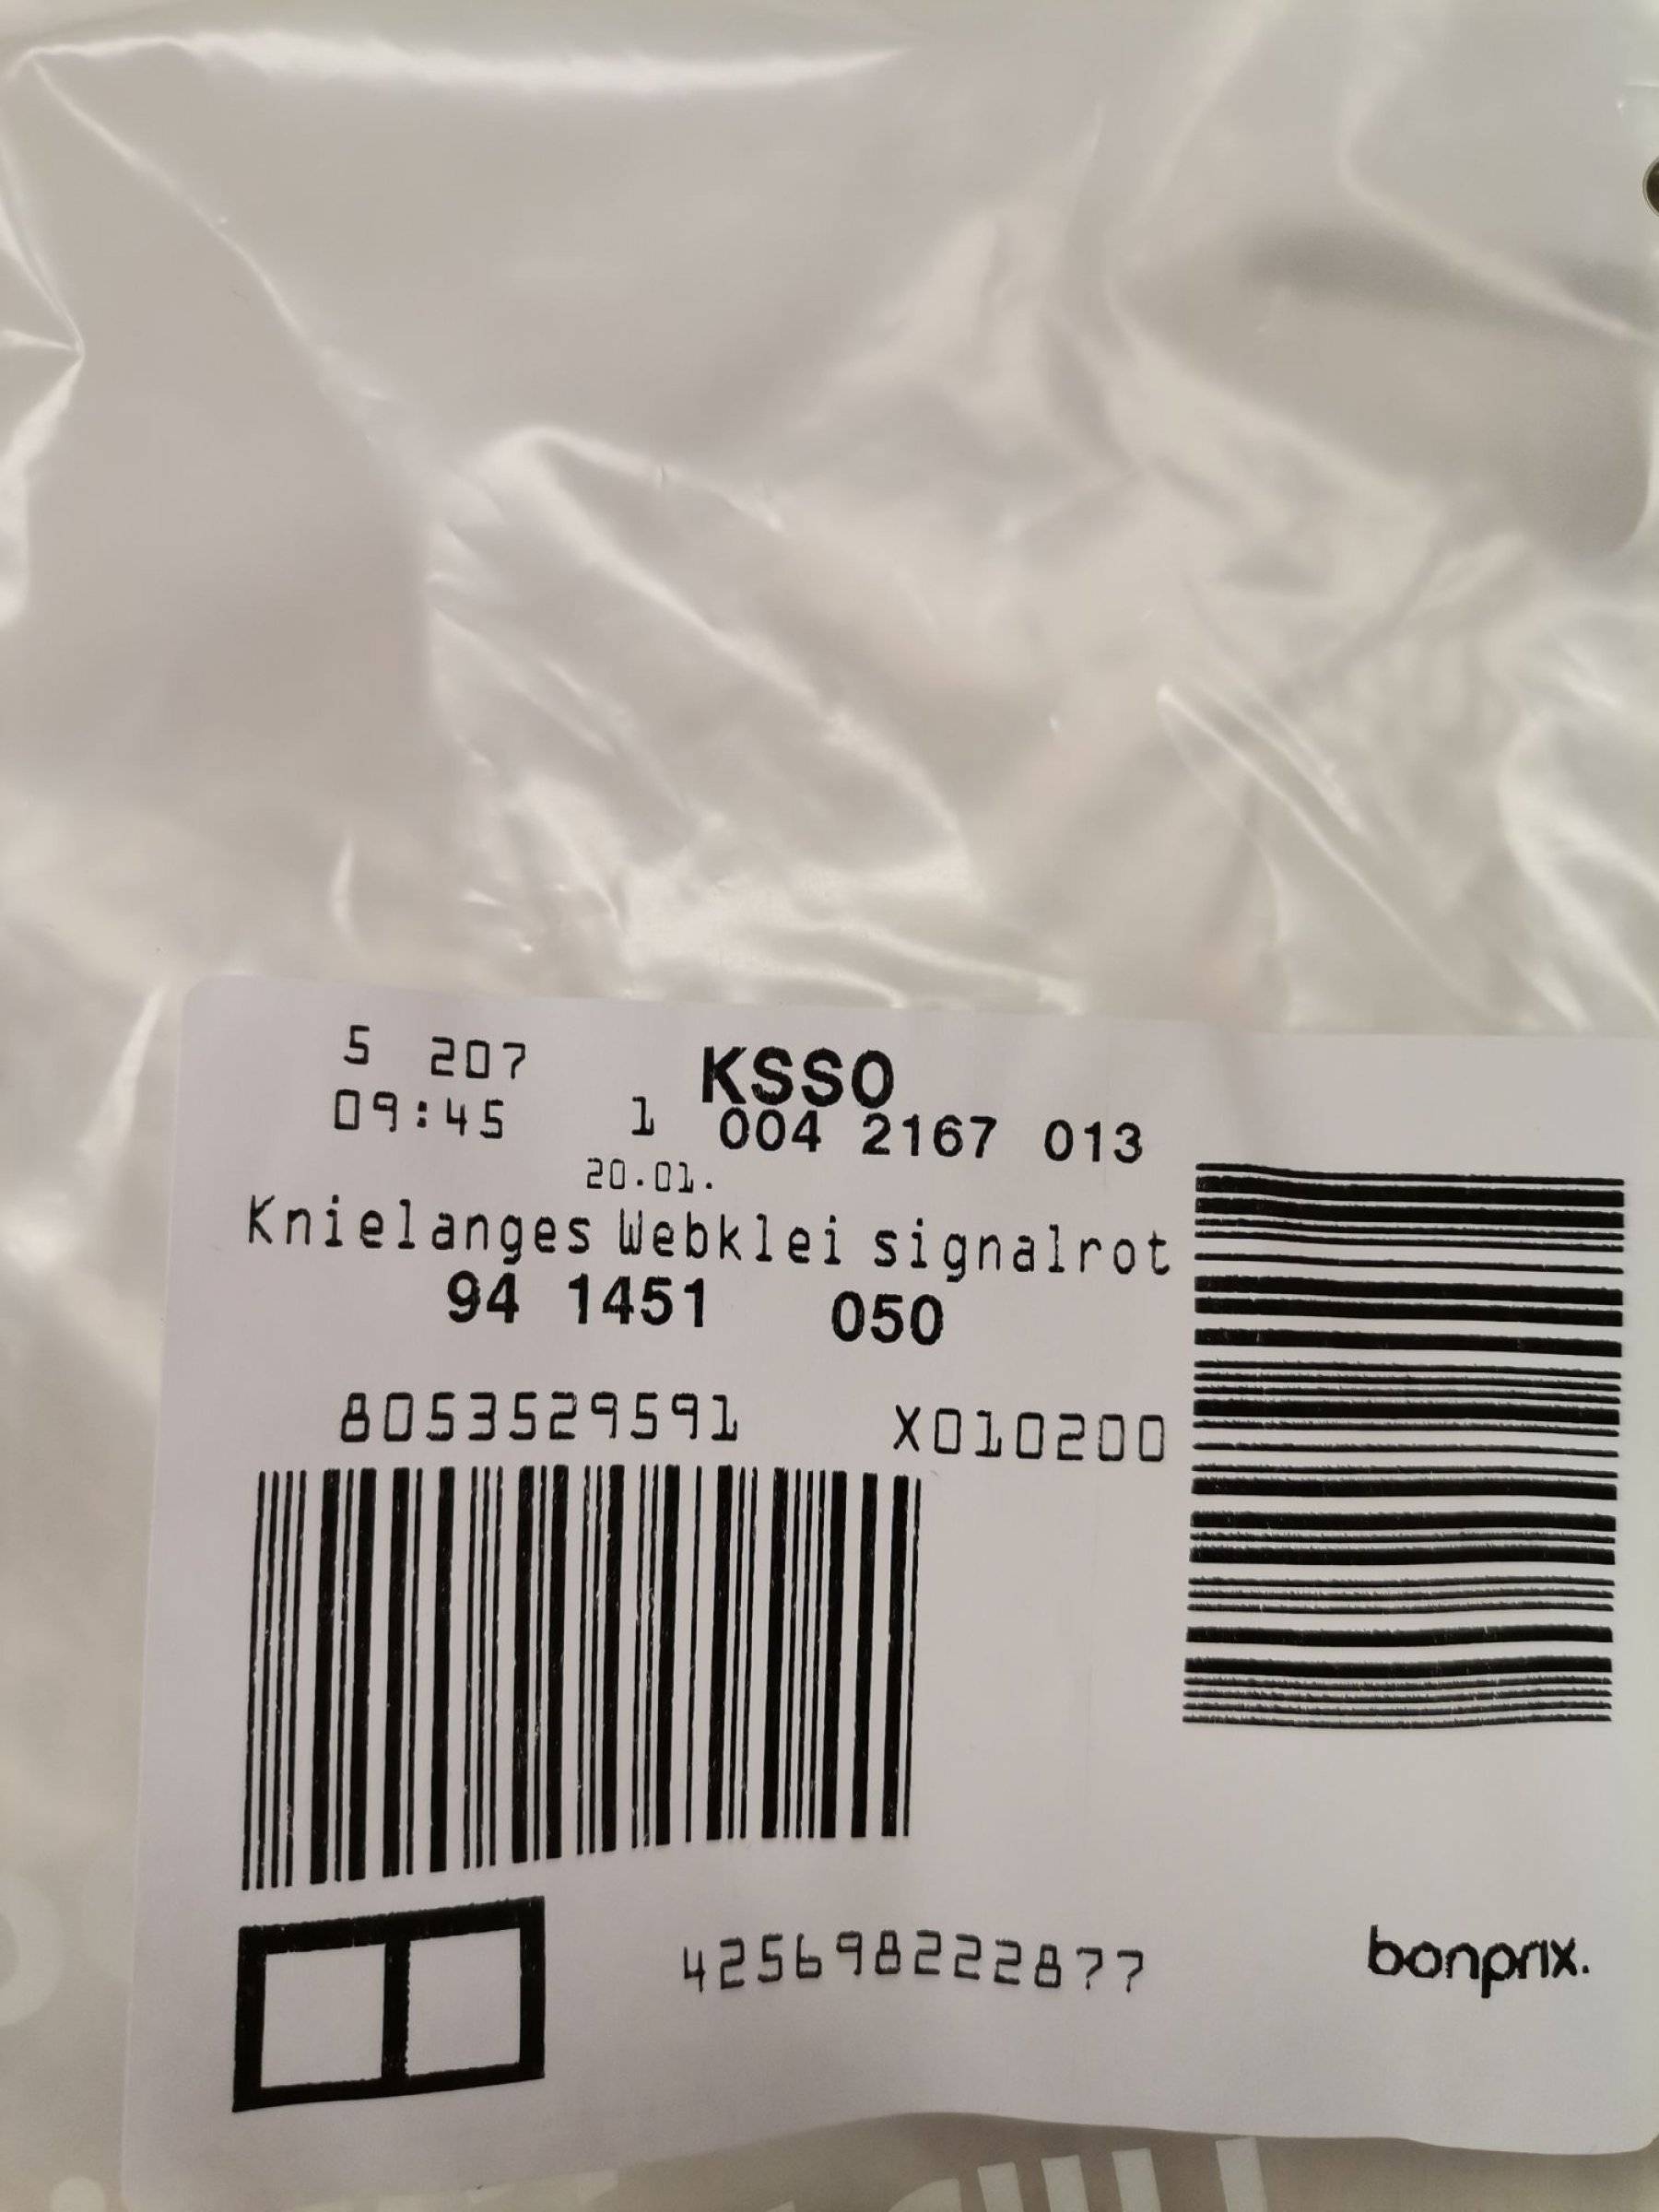 5 207 KSSO
09:45 1 004 2167 013
20.01.
Knielanges Webklei signalrot
94 1451 050
8053529591 X010200
425698222877
bonprix.